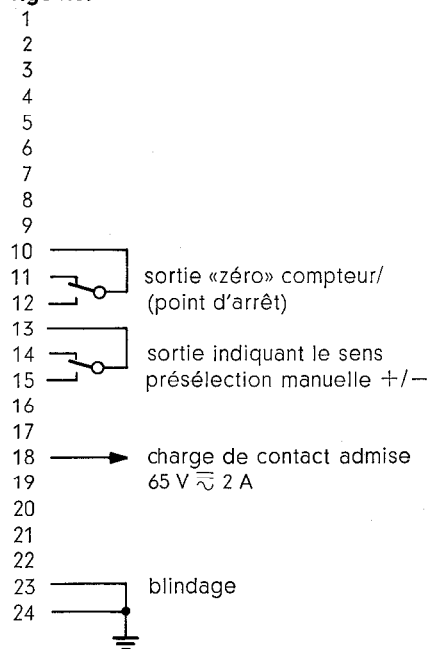 1
2
3
4
5
6
7
8
9
10
11 sortie «zéro» compteur/
12 (point d'arrêt)
13
14 sortie indiquant le sens
15 présélection manuelle +/−
16
17
18 charge de contact admise
19 65 V ⏦ 2 A
20
21
22
23 blindage
24